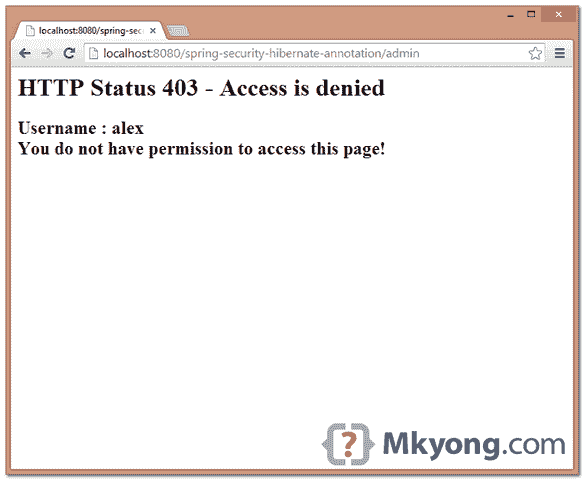 localhost:8080/spring-sec
localhost:8080/spring-security-hibernate-annotation/admin
HTTP Status 403 - Access is denied
Username : alex
You do not have permission to access this page!
{?} Mkyong.com